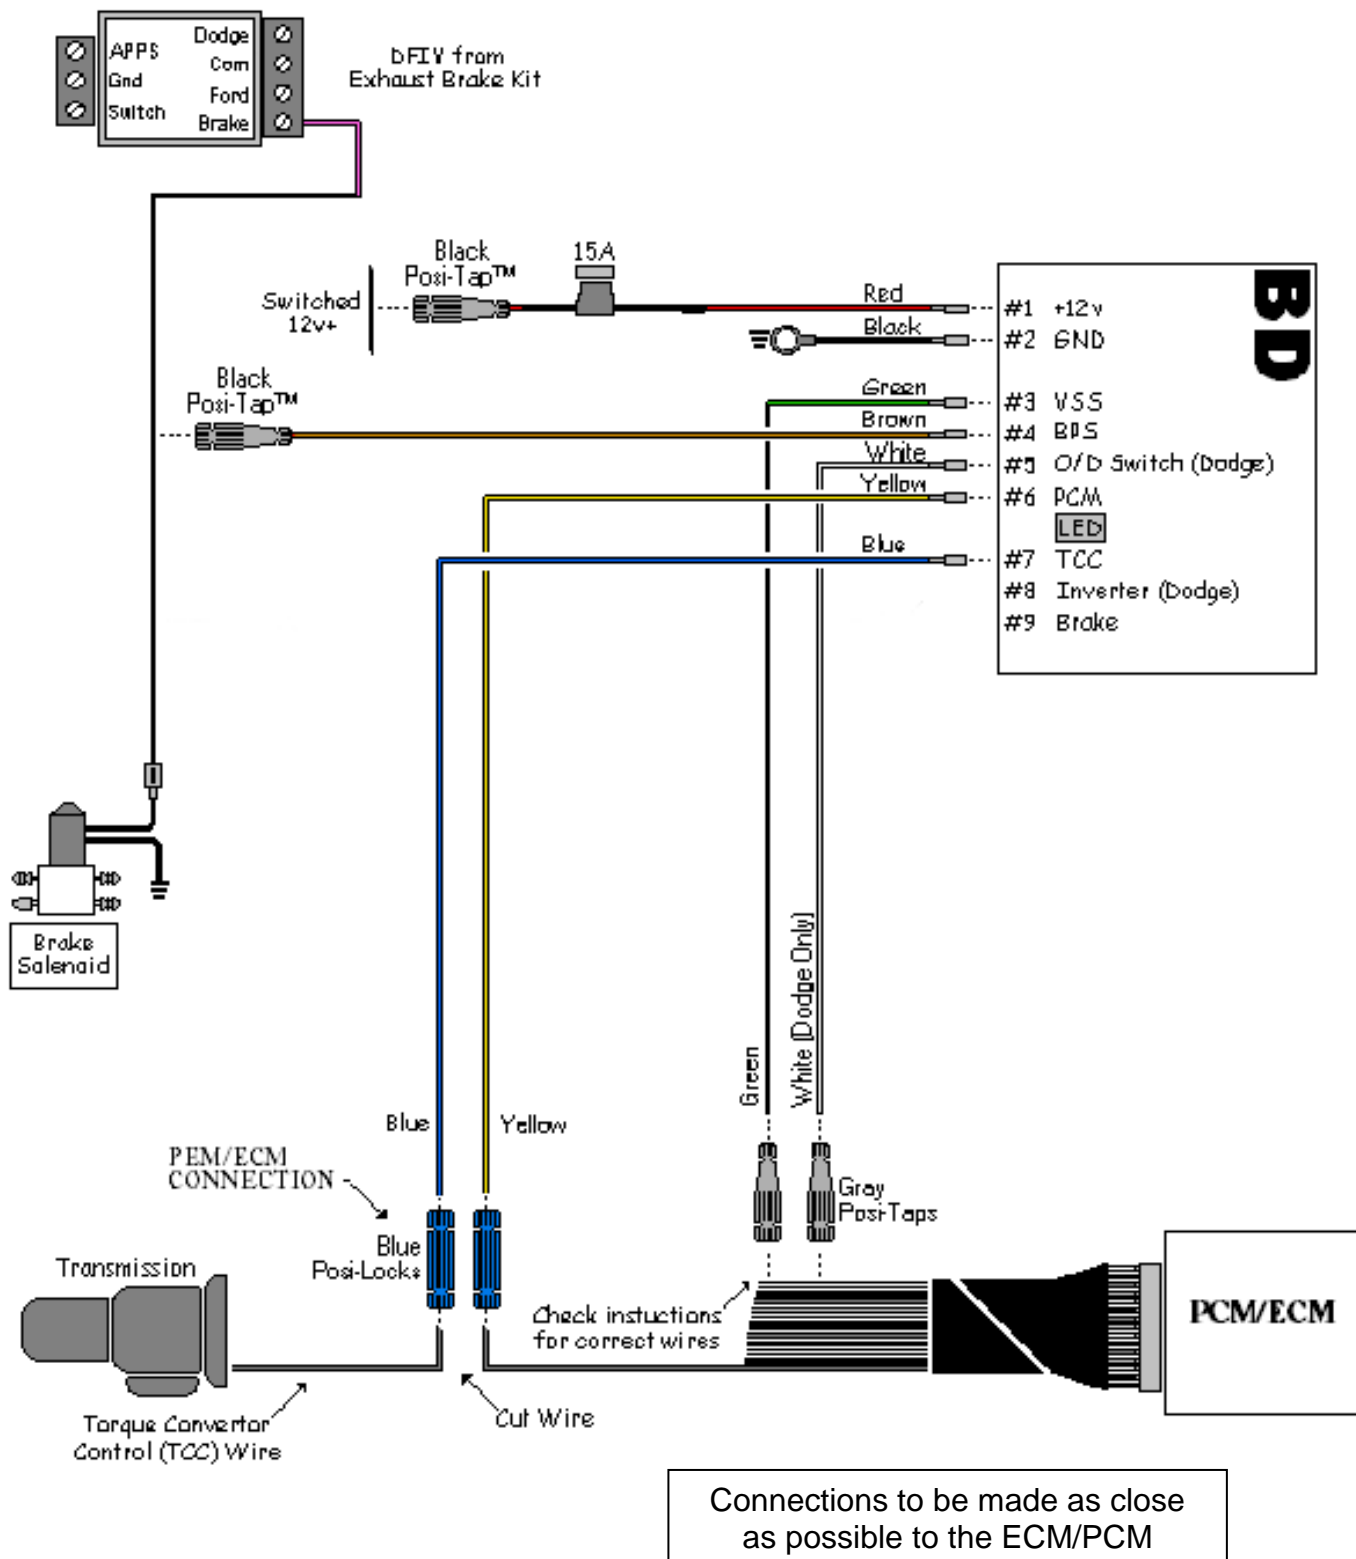 APPS
Gnd
Switch
Dodge
Com
Ford
Brake
DFIV from
Exhaust Brake Kit
Black
Posi-Tap™
15A
Switched
12v+
Red
Black
BD
#1 +12v
#2 GND
Black
Posi-Tap™
Green
Brown
White
Yellow
Blue
#3 VSS
#4 BPS
#5 O/D Switch (Dodge)
#6 PCM
LED
#7 TCC
#8 Inverter (Dodge)
#9 Brake
Brake
Salenaid
Green
White (Dodge Only)
Blue
Yellow
PEM/ECM
CONNECTION
Gray
Posi-Taps
Blue
Posi-Locks
Transmission
Check instuctions
for correct wires
PCM/ECM
Torque Convertor
Control (TCC) Wire
Cut Wire
Connections to be made as close
as possible to the ECM/PCM